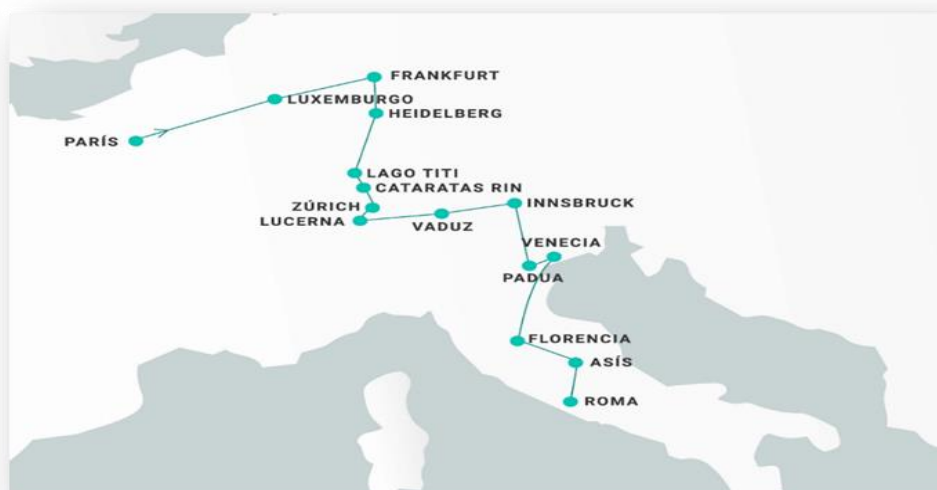 FRANKFURT
LUXEMBURGO
HEIDELBERG
PARÍS
LAGO TITI
CATARATAS RIN
ZÚRICH
INNSBRUCK
LUCERNA
VADUZ
VENECIA
PADUA
FLORENCIA
ASÍS
ROMA